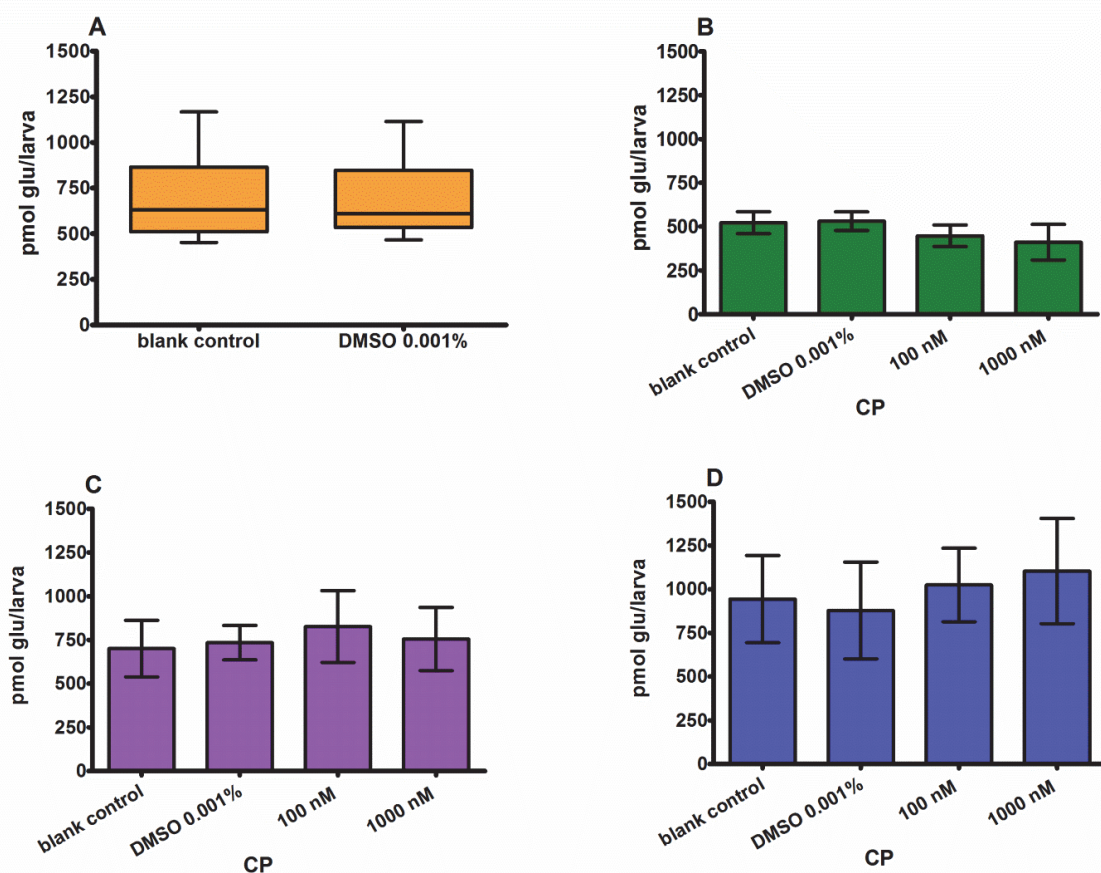 A
pmol glu/larva
1500
1250
1000
750
500
250
0
blank control
DMSO 0.001%
B
pmol glu/larva
1500
1250
1000
750
500
250
0
blank control
DMSO 0.001%
100 nM
1000 nM
CP
C
pmol glu/larva
1500
1250
1000
750
500
250
0
blank control
DMSO 0.001%
100 nM
1000 nM
CP
D
pmol glu/larva
1500
1250
1000
750
500
250
0
blank control
DMSO 0.001%
100 nM
1000 nM
CP